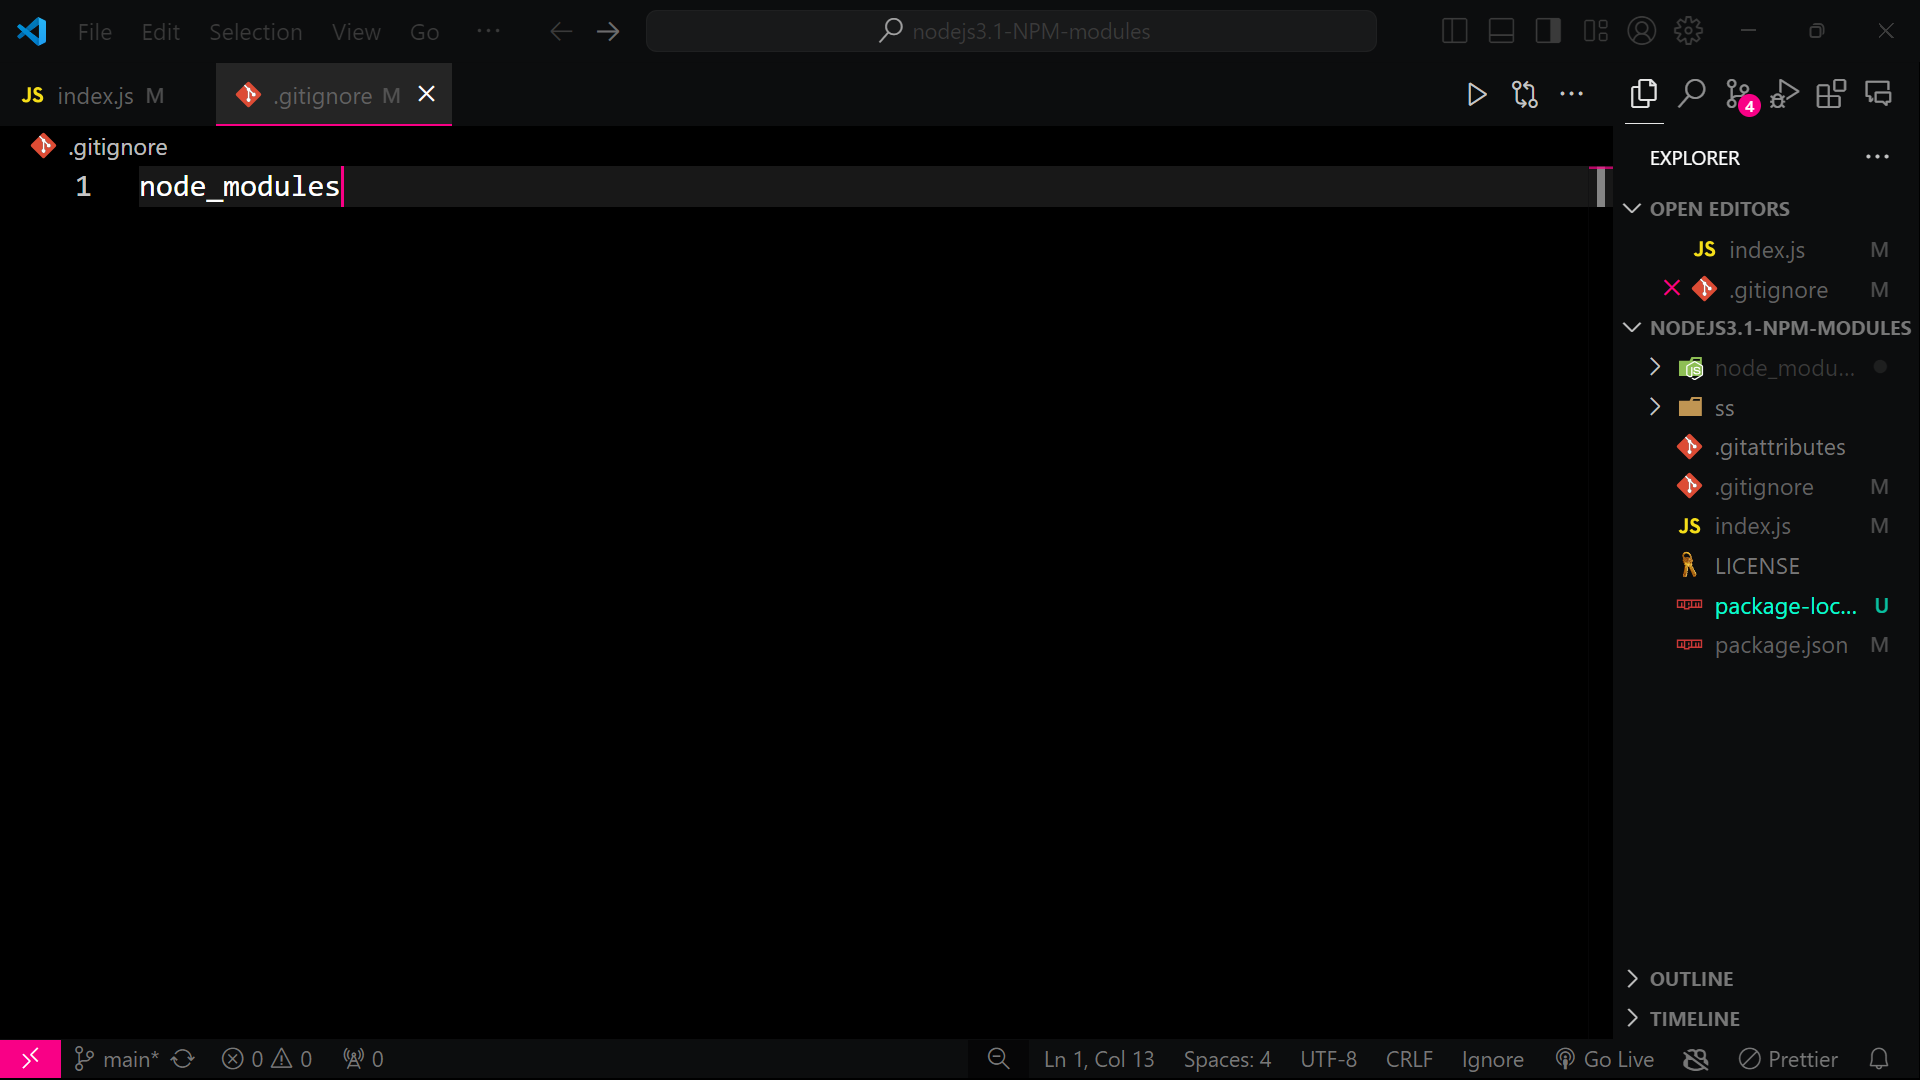 File Edit Selection View Go ··· nodejs3.1-NPM-modules
JS index.js M .gitignore M
4
.gitignore
1 node_modules
EXPLORER
OPEN EDITORS
JS index.js M
.gitignore M
NODEJS3.1-NPM-MODULES
node_modu...
ss
.gitattributes
.gitignore M
JS index.js M
LICENSE
package-loc... U
package.json M
OUTLINE
TIMELINE
main* 0 0 0 Ln 1, Col 13 Spaces: 4 UTF-8 CRLF Ignore Go Live Prettier